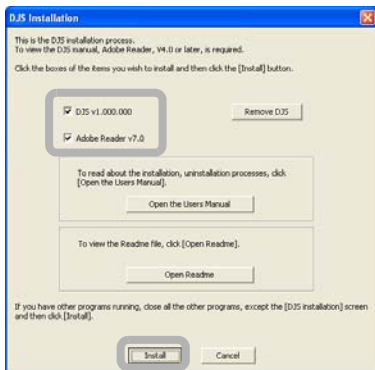 DJS Installation
This is the DJS installation process.
To view the DJS manual, Adobe Reader, V4.0 or later, is required.
Click the boxes of the items you wish to install and then click the [Install] button.
DJS v1.000.000
Remove DJS
Adobe Reader v7.0
To read about the installation, uninstallation processes, click
[Open the Users Manual].
Open the Users Manual
To view the Readme file, click [Open Readme].
Open Readme
If you have other programs running, close all the other programs, except the [DJS installation] screen
and then click [Install].
Install
Cancel